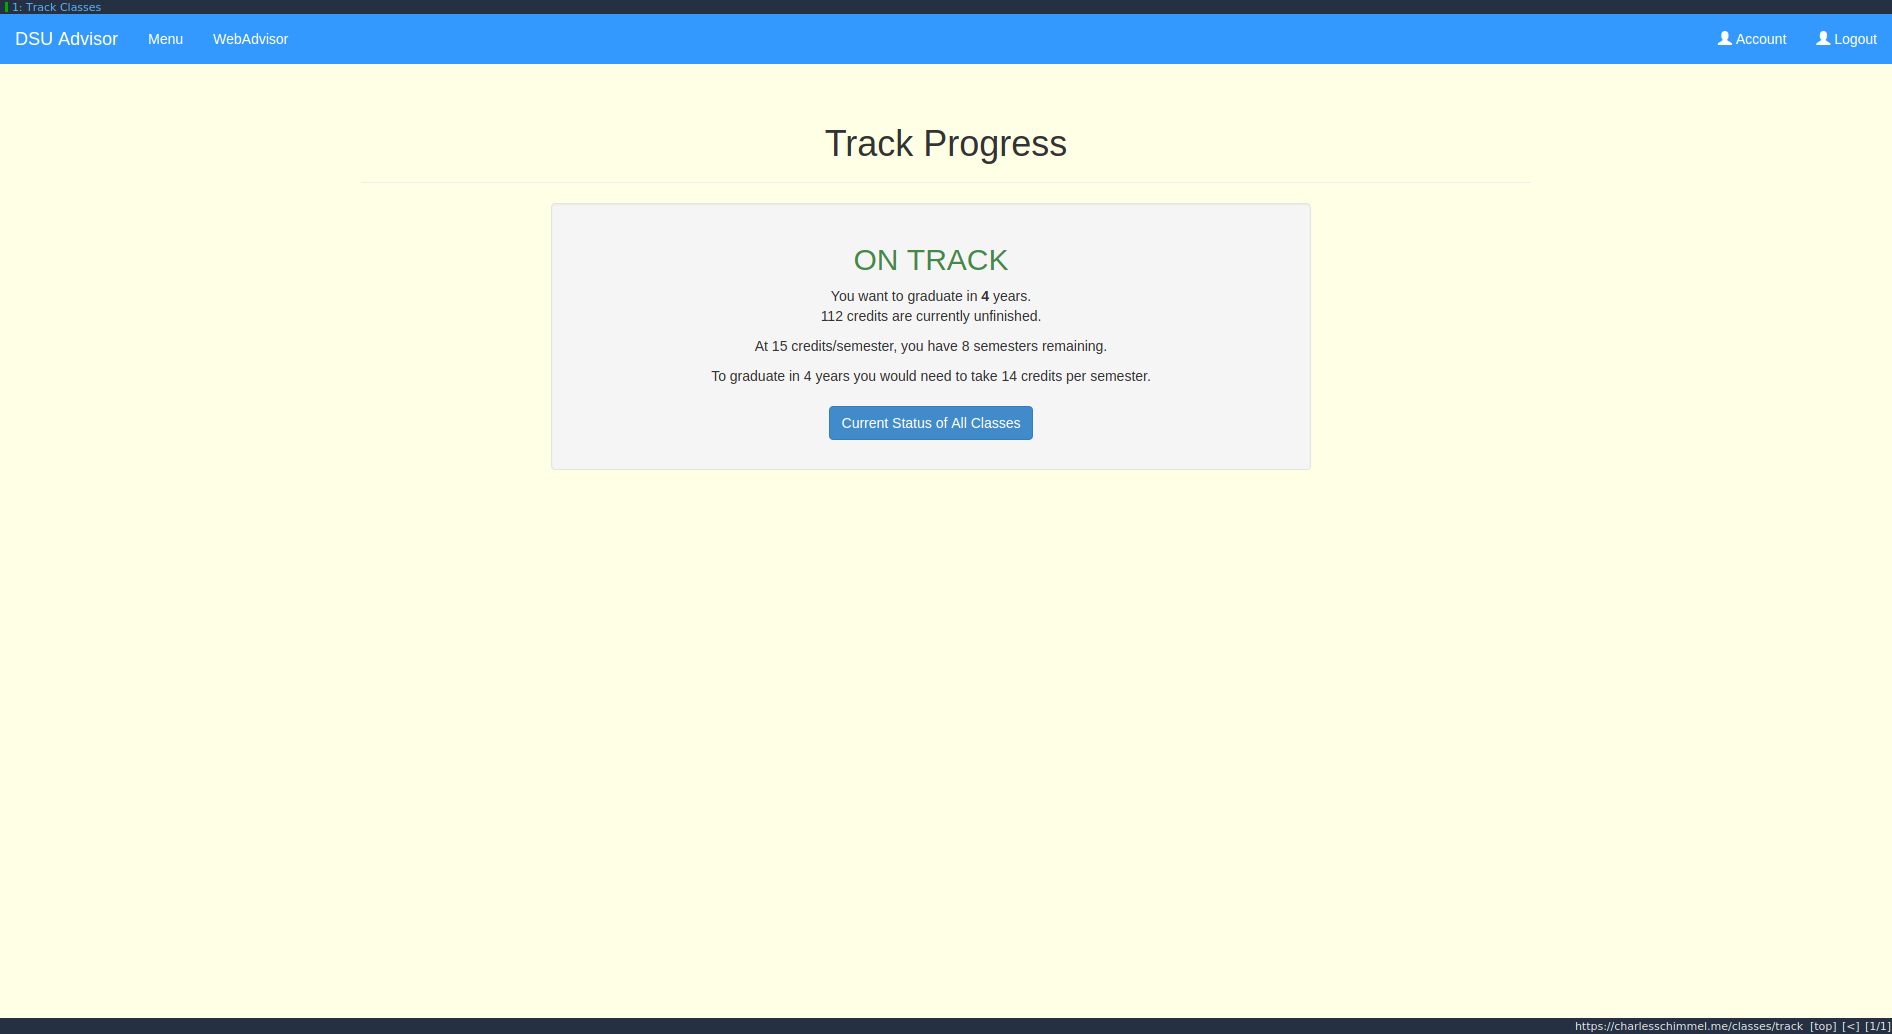 1: Track Classes
DSU Advisor Menu WebAdvisor Account Logout
Track Progress
ON TRACK
You want to graduate in 4 years.
112 credits are currently unfinished.
At 15 credits/semester, you have 8 semesters remaining.
To graduate in 4 years you would need to take 14 credits per semester.
Current Status of All Classes
https://charlesschimmel.me/classes/track [top] [<] [1/1]